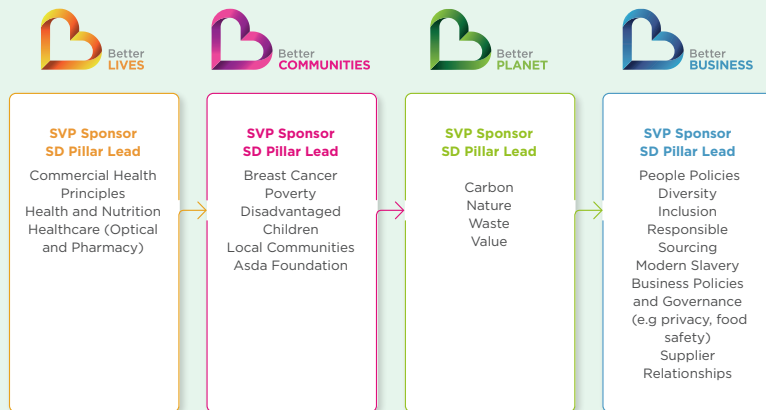 Better
LIVES
SVP Sponsor
SD Pillar Lead
Commercial Health
Principles
Health and Nutrition
Healthcare (Optical
and Pharmacy)
Better
COMMUNITIES
SVP Sponsor
SD Pillar Lead
Breast Cancer
Poverty
Disadvantaged
Children
Local Communities
Asda Foundation
Better
PLANET
SVP Sponsor
SD Pillar Lead
Carbon
Nature
Waste
Value
Better
BUSINESS
SVP Sponsor
SD Pillar Lead
People Policies
Diversity
Inclusion
Responsible
Sourcing
Modern Slavery
Business Policies
and Governance
(e.g privacy, food
safety)
Supplier
Relationships